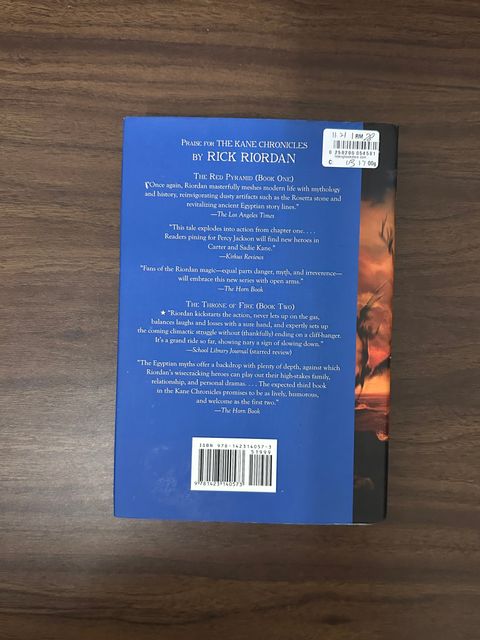 PRAISE FOR THE KANE CHRONICLES
BY RICK RIORDAN
THE RED PYRAMID (BOOK ONE)
"Once again, Riordan masterfully meshes modern life with mythology
and history, reinvigorating dusty artifacts such as the Rosetta stone and
revitalizing ancient Egyptian story lines."
—The Los Angeles Times
"This tale explodes into action from chapter one. . . .
Readers pining for Percy Jackson will find new heroes in
Carter and Sadie Kane."
—Kirkus Reviews
"Fans of the Riordan magic—equal parts danger, myth, and irreverence—
will embrace this new series with open arms."
—The Horn Book
THE THRONE OF FIRE (BOOK TWO)
★ "Riordan kickstarts the action, never lets up on the gas,
balances laughs and losses with a sure hand, and expertly sets up
the coming climactic struggle without (thankfully) ending on a cliff-hanger.
It's a grand ride so far, showing nary a sign of slowing down."
—School Library Journal (starred review)
"The Egyptian myths offer a backdrop with plenty of depth, against which
Riordan's wisecracking heroes can play out their high-stakes family,
relationship, and personal dramas. . . . The expected third book
in the Kane Chronicles promises to be as lively, humorous,
and welcome as the first two."
—The Horn Book
ISBN 978-142314057-3
51999
9 781423 140573
RM
C